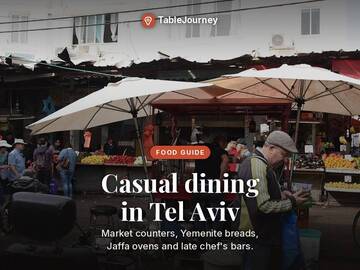 TableJourney
FOOD GUIDE
Casual dining
in Tel Aviv
Market counters, Yemenite breads,
Jaffa ovens and late chef's bars.